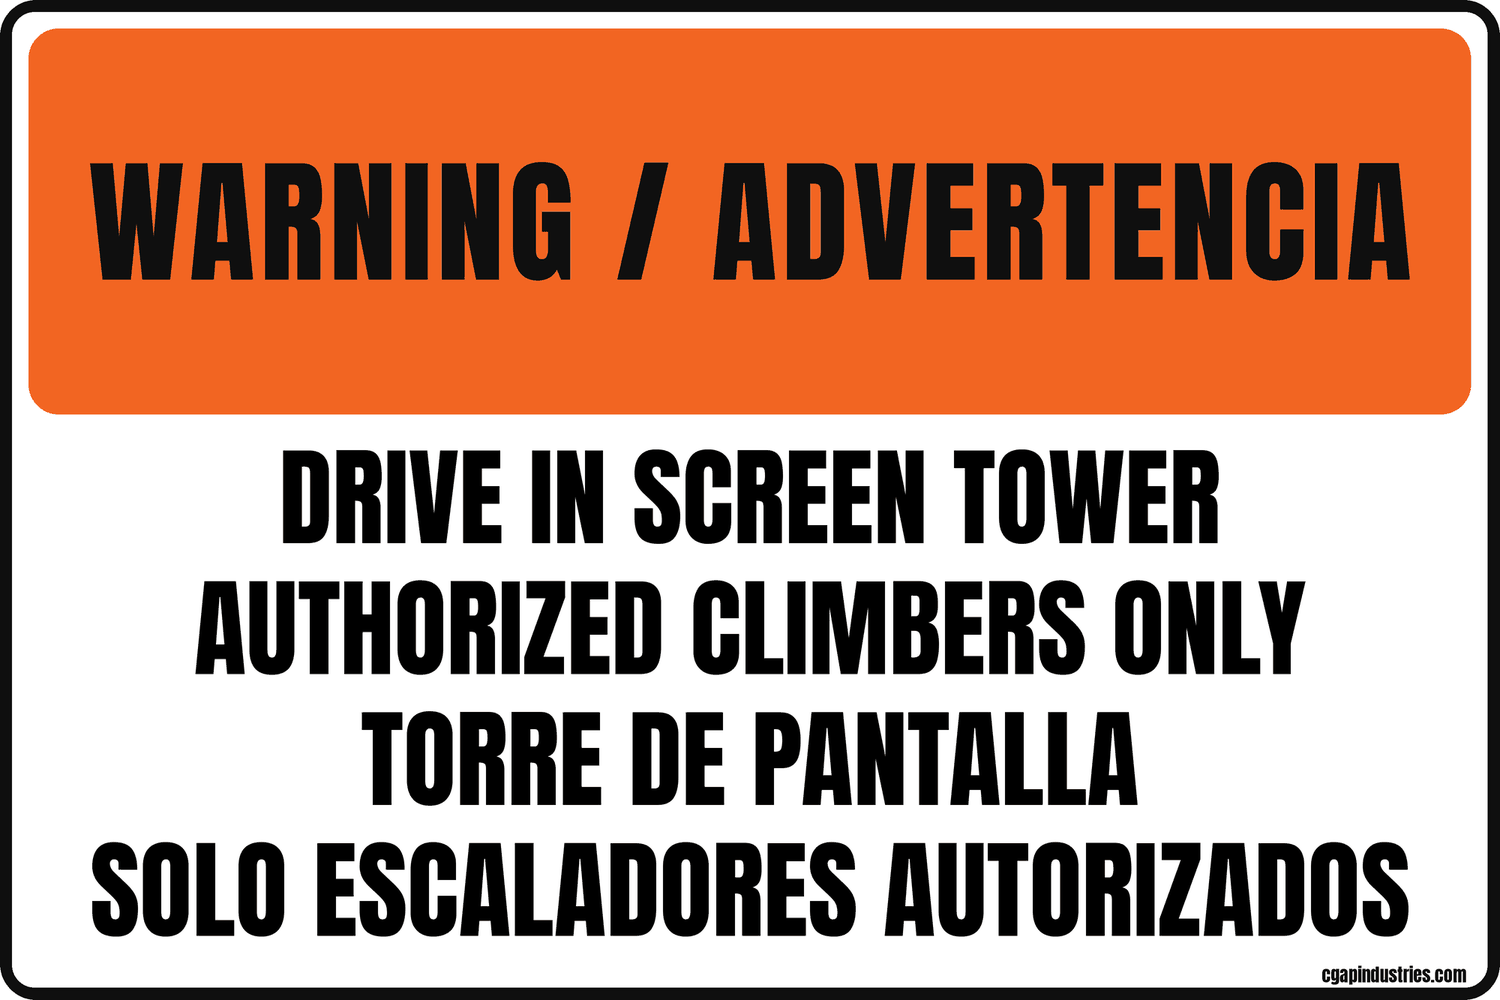 WARNING / ADVERTENCIA
DRIVE IN SCREEN TOWER
AUTHORIZED CLIMBERS ONLY
TORRE DE PANTALLA
SOLO ESCALADORES AUTORIZADOS
cgapindustries.com